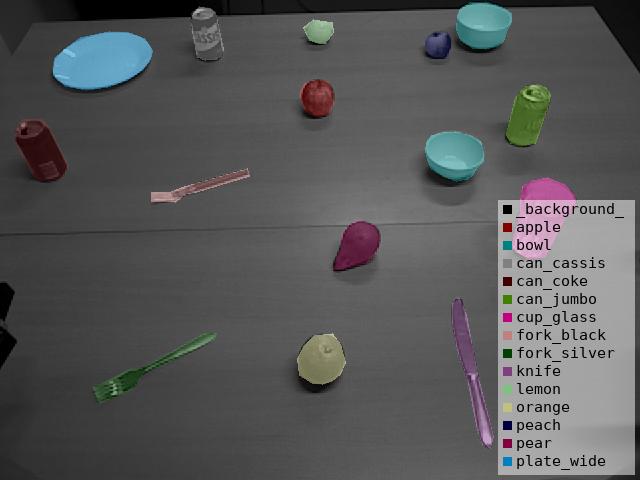 _background_
apple
bowl
can_cassis
can_coke
can_jumbo
cup_glass
fork_black
fork_silver
knife
lemon
orange
peach
pear
plate_wide